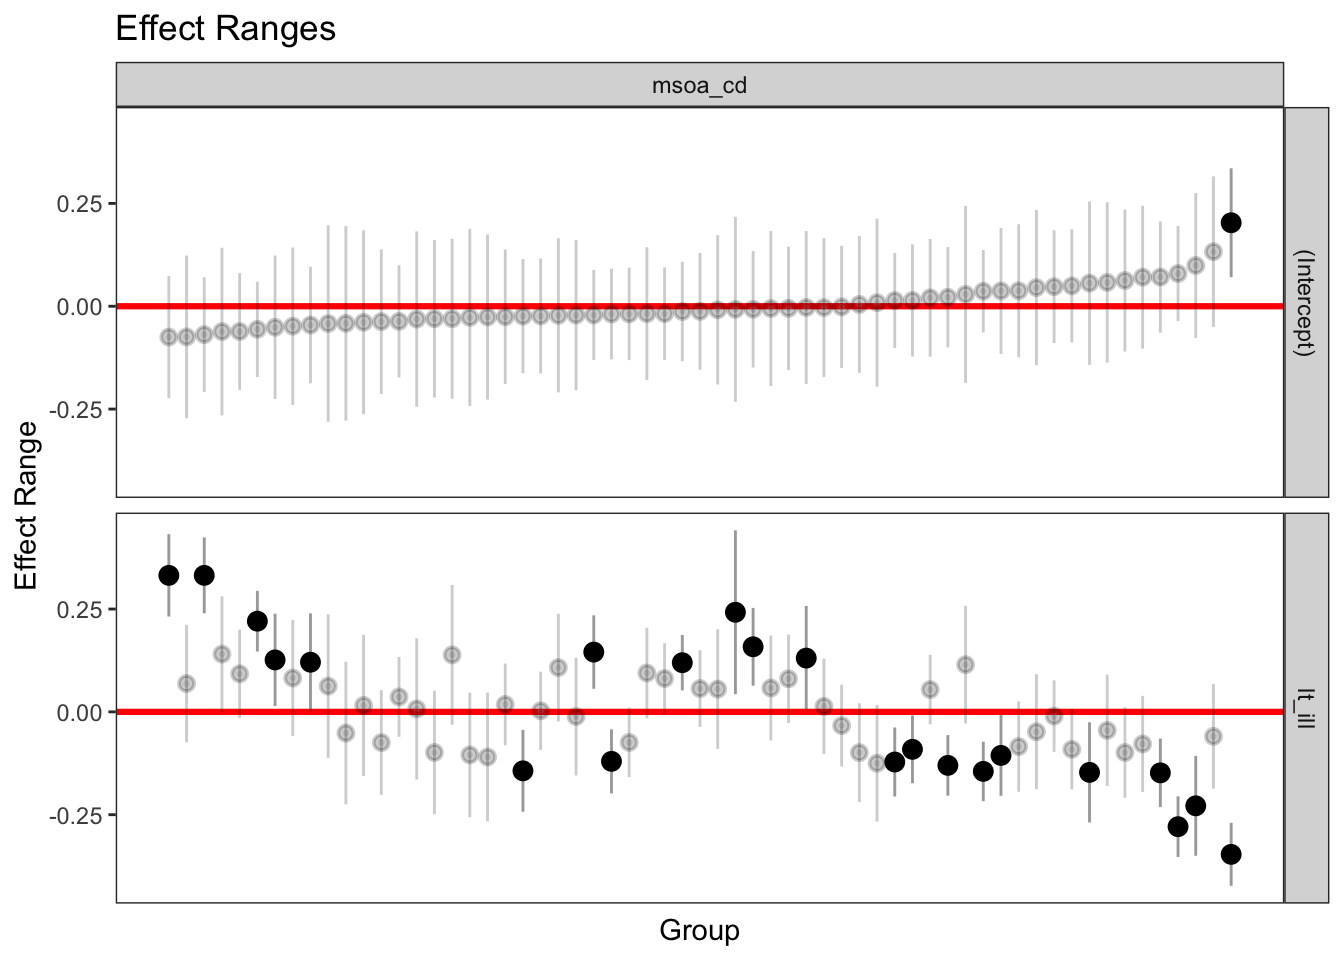 Effect Ranges
msoa_cd
0.25
0.00
-0.25
(Intercept)
Effect Range
0.25
0.00
-0.25
lt_ill
Group